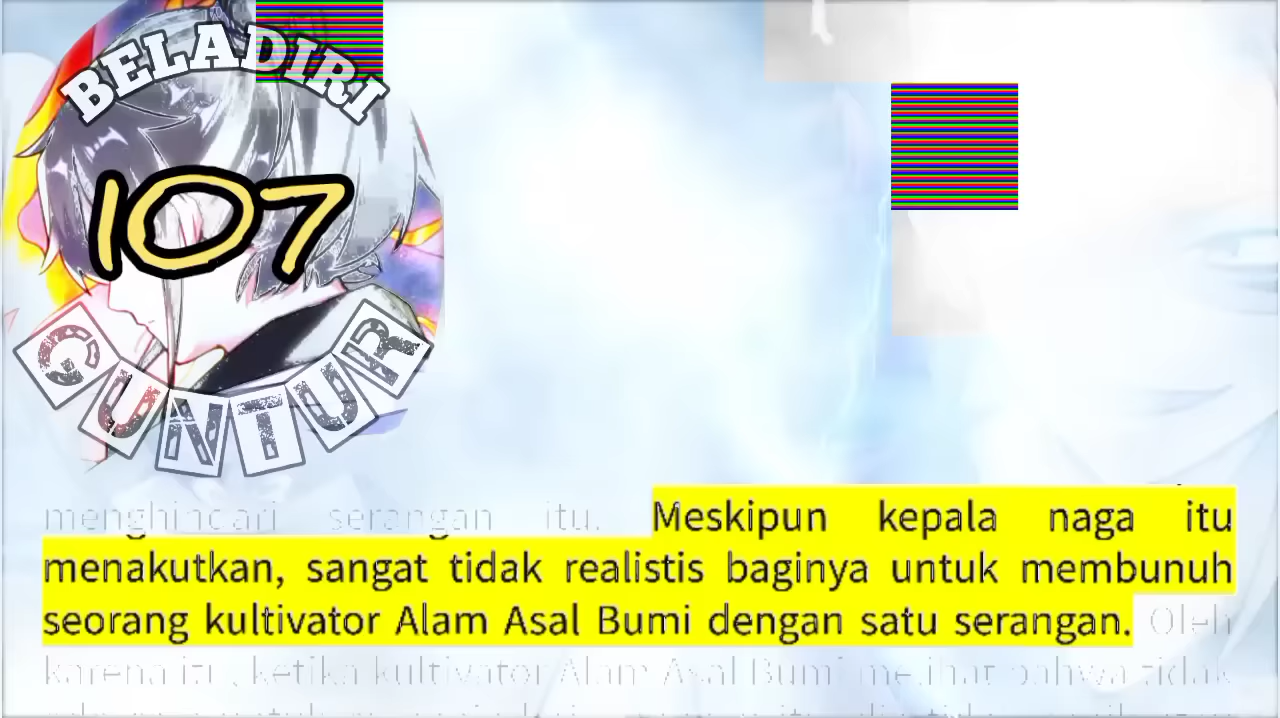 BELADIRI
107
GUNTUR
menghindari serangan itu. Meskipun kepala naga itu
menakutkan, sangat tidak realistis baginya untuk membunuh
seorang kultivator Alam Asal Bumi dengan satu serangan. Oleh
karena itu, ketika kultivator Alam Asal Bumi melihat bahwa tidak